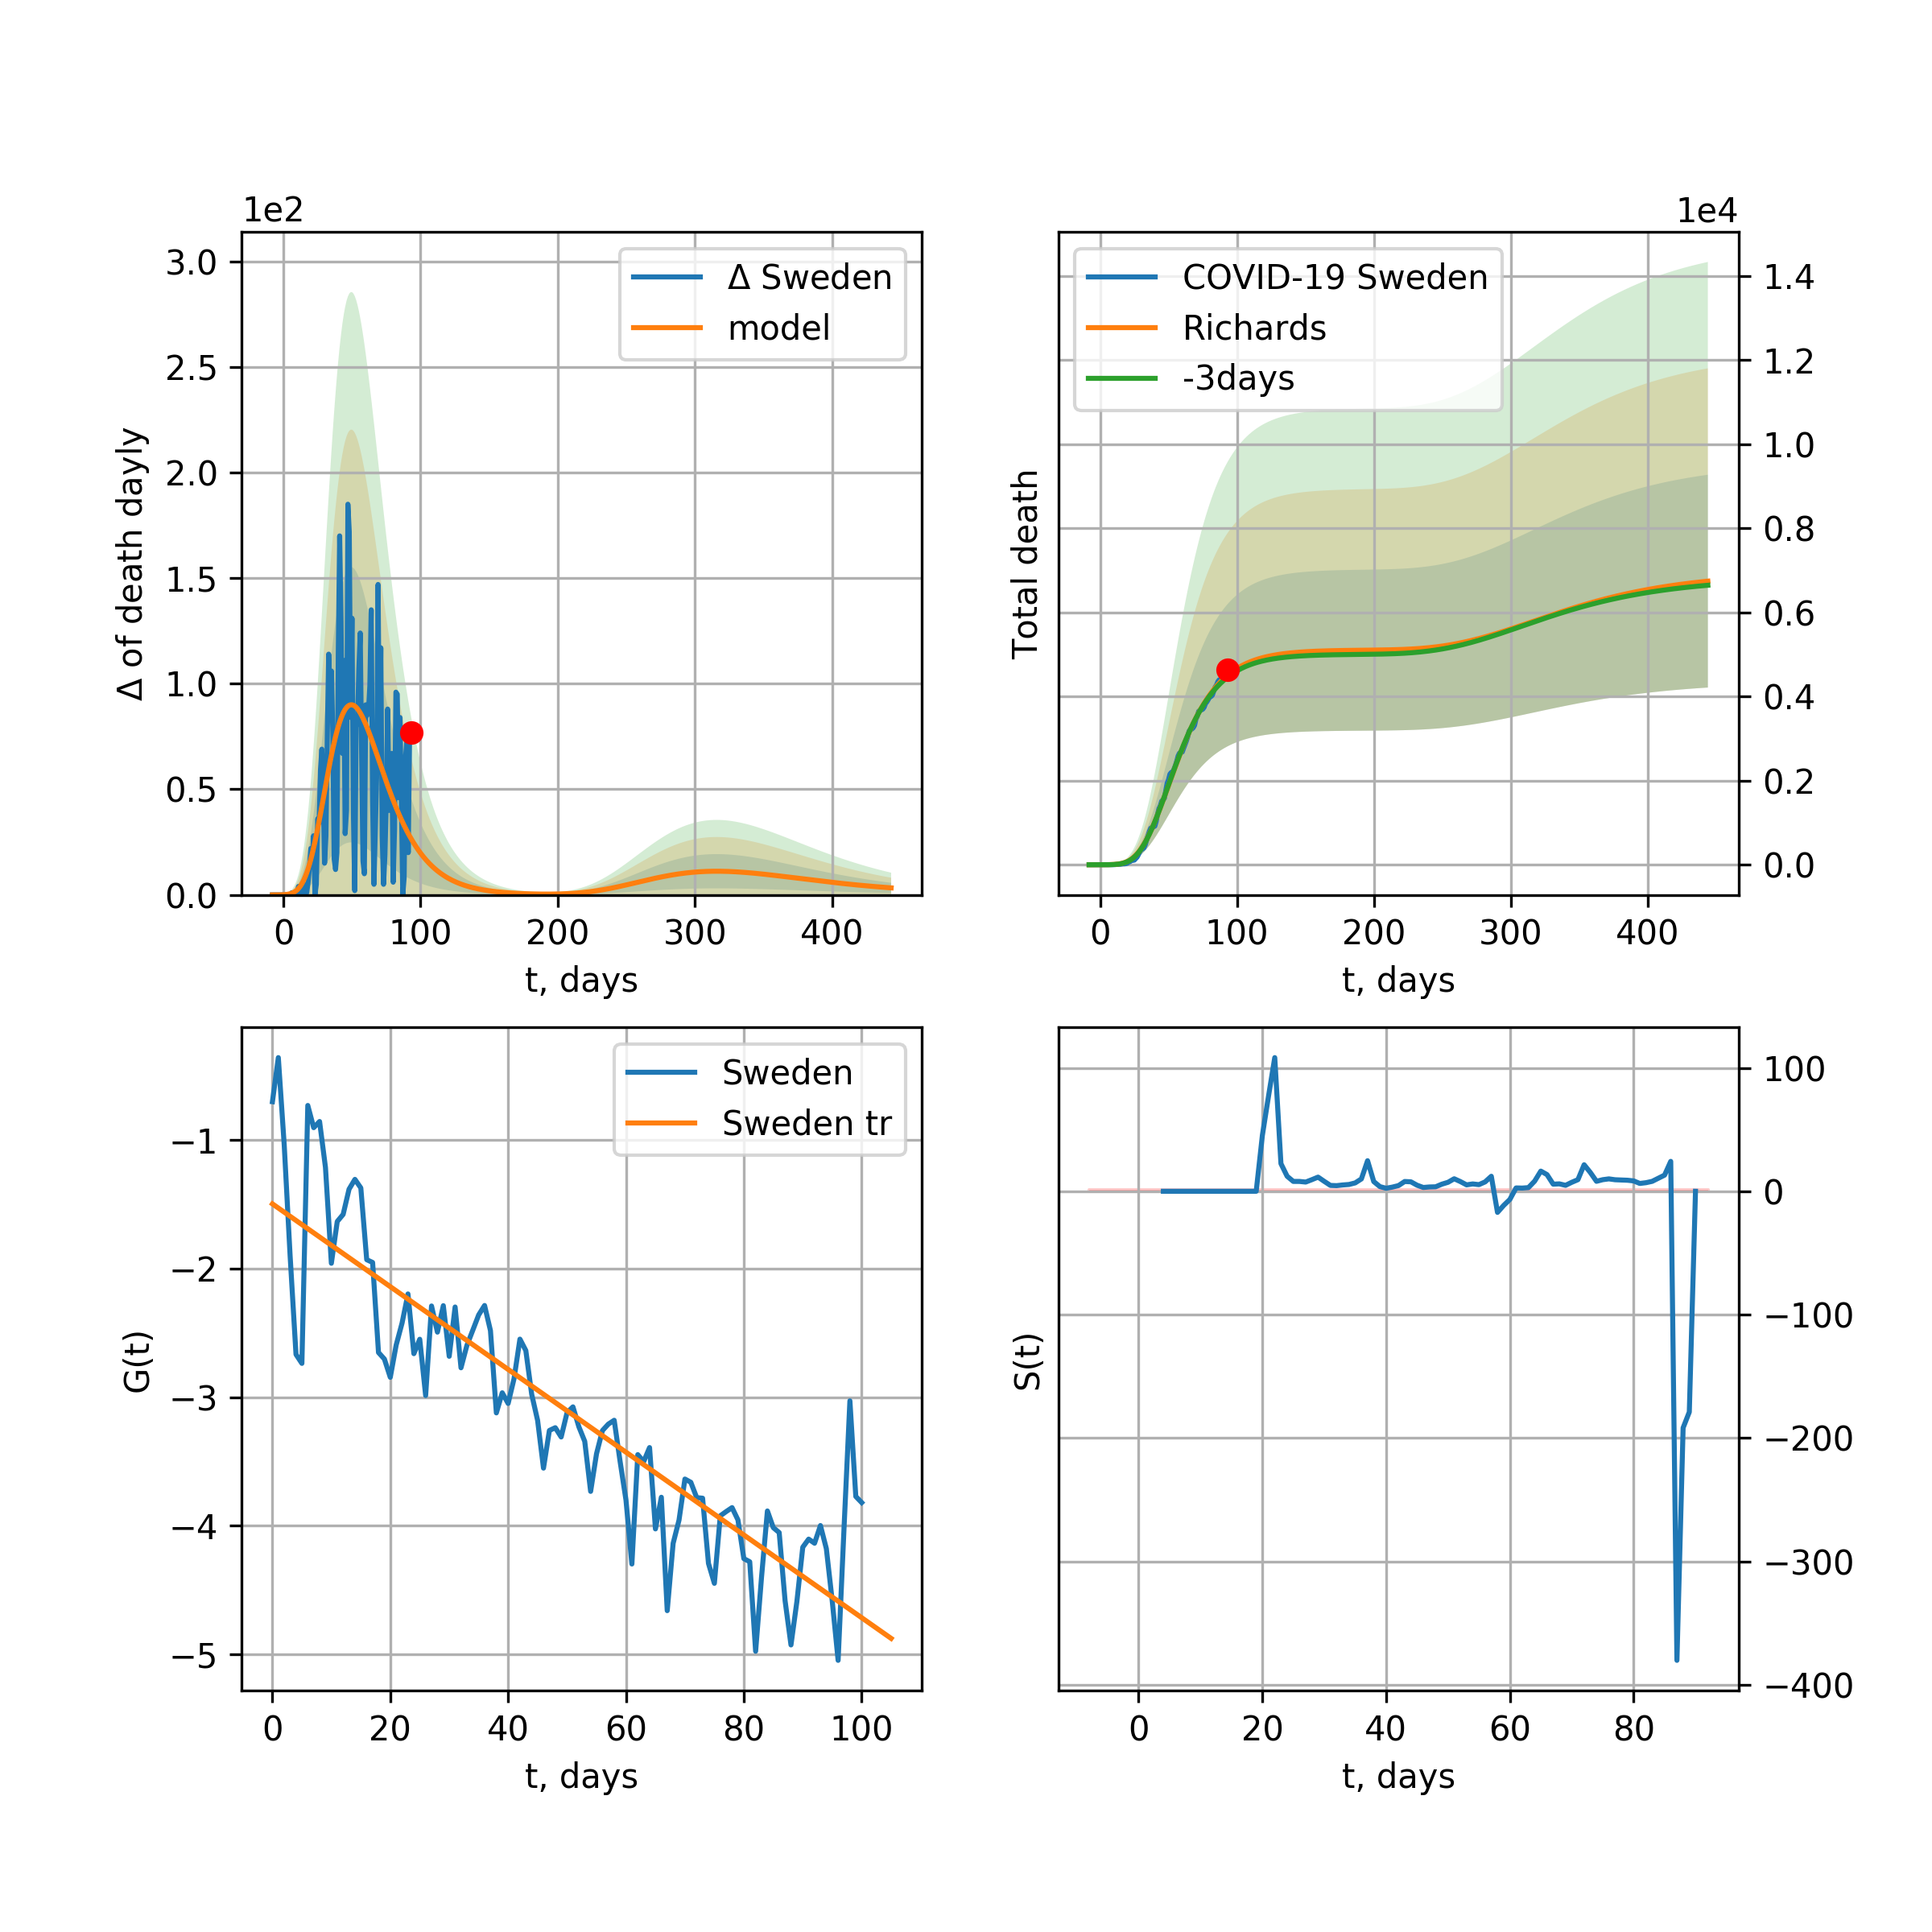 1e2
3.0
2.5
2.0
1.5
1.0
0.5
0.0
Δ of death dayly
Δ Sweden
model
0 100 200 300 400
t, days
1e4
COVID-19 Sweden
Richards
-3days
Total death
1.4
1.2
1.0
0.8
0.6
0.4
0.2
0.0
0 100 200 300 400
t, days
Sweden
Sweden tr
G(t)
−1
−2
−3
−4
−5
0 20 40 60 80 100
t, days
S(t)
100
0
−100
−200
−300
−400
0 20 40 60 80
t, days